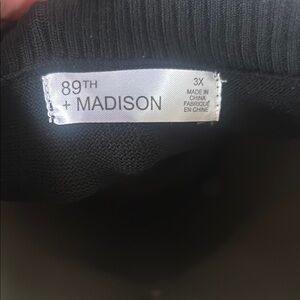 89TH
+ MADISON
3X
MADE IN
CHINA
FABRIQUÉ
EN CHINE